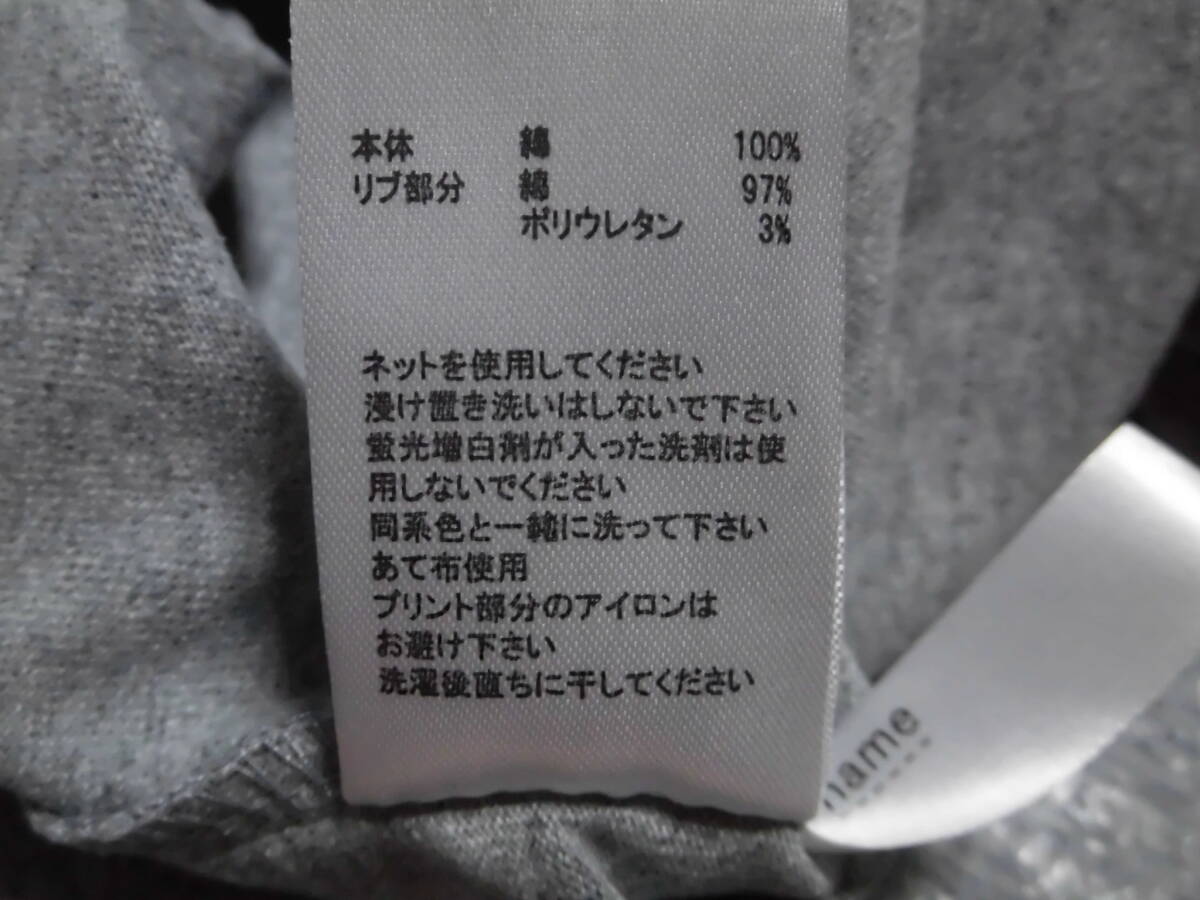 本体 綿 100%
リブ部分 綿 97%
ポリウレタン 3%
ネットを使用してください
浸け置き洗いはしないで下さい
蛍光増白剤が入った洗剤は使
用しないでください
同系色と一緒に洗って下さい
あて布使用
プリント部分のアイロンは
お避け下さい
洗濯後直ちに干してください
name